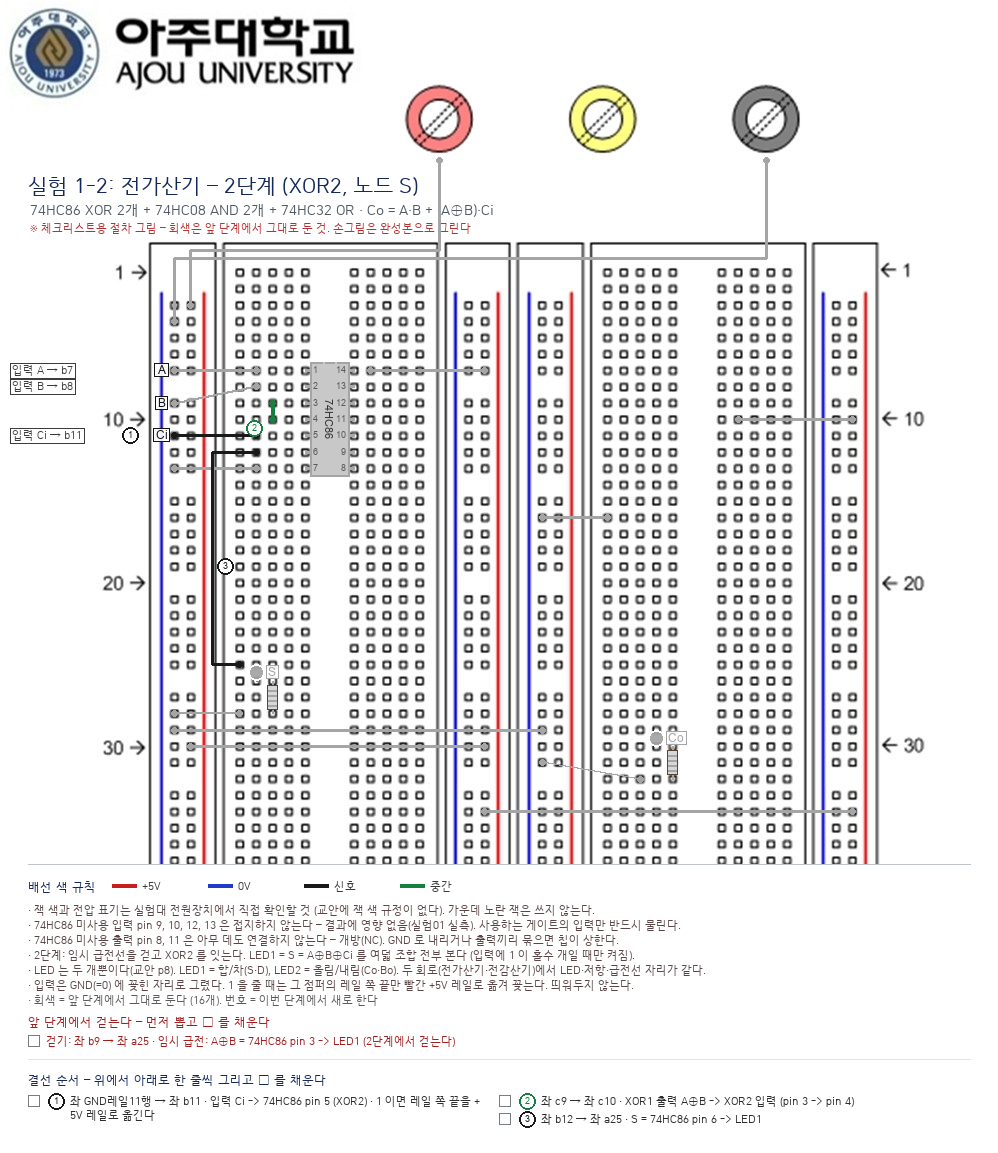 아주대학교
1973
AJOU UNIVERSITY
실험 1-2: 전가산기 – 2단계 (XOR2, 노드 S)
74HC86 XOR 2개 + 74HC08 AND 2개 + 74HC32 OR · Co = A·B + (A⊕B)·Ci
※ 체크리스트용 절차 그림 – 회색은 앞 단계에서 그대로 둔 것. 손그림은 완성본으로 그린다
1 → ← 1
입력 A → b7 A 1 14
입력 B → b8 2 13
B 3 12
10 → 4 11 ← 10
입력 Ci → b11 1 Ci 2 5 10
6 9
7 8
74HC86
3
20 → ← 20
S
30 → Co ← 30
배선 색 규칙 +5V 0V 신호 중간
· 잭 색과 전압 표기는 실험대 전원장치에서 직접 확인할 것 (교안에 잭 색 규정이 없다). 가운데 노란 잭은 쓰지 않는다.
· 74HC86 미사용 입력 pin 9, 10, 12, 13 은 접지하지 않는다 – 결과에 영향 없음(실험01 실측). 사용하는 게이트의 입력만 반드시 물린다.
· 74HC86 미사용 출력 pin 8, 11 은 아무 데도 연결하지 않는다 – 개방(NC). GND 로 내리거나 출력끼리 묶으면 칩이 상한다.
· 2단계: 임시 급전선을 걷고 XOR2 를 잇는다. LED1 = S = A⊕B⊕Ci 를 여덟 조합 전부 본다 (입력에 1 이 홀수 개일 때만 켜짐).
· LED 는 두 개뿐이다(교안 p8). LED1 = 합/차(S·D), LED2 = 올림/내림(Co·Bo). 두 회로(전가산기·전감산기)에서 LED·저항·급전선 자리가 같다.
· 입력은 GND(=0) 에 꽂힌 자리로 그렸다. 1 을 줄 때는 그 점퍼의 레일 쪽 끝만 빨간 +5V 레일로 옮겨 꽂는다. 띄워두지 않는다.
· 회색 = 앞 단계에서 그대로 둔다 (16개). 번호 = 이번 단계에서 새로 한다
앞 단계에서 걷는다 – 먼저 뽑고 □ 를 채운다
걷기: 좌 b9 → 좌 a25 · 임시 급전: A⊕B = 74HC86 pin 3 -> LED1 (2단계에서 걷는다)
결선 순서 – 위에서 아래로 한 줄씩 그리고 □ 를 채운다
1 좌 GND레일11행 → 좌 b11 · 입력 Ci -> 74HC86 pin 5 (XOR2) · 1 이면 레일 쪽 끝을 +
5V 레일로 옮긴다
2 좌 c9 → 좌 c10 · XOR1 출력 A⊕B -> XOR2 입력 (pin 3 -> pin 4)
3 좌 b12 → 좌 a25 · S = 74HC86 pin 6 -> LED1